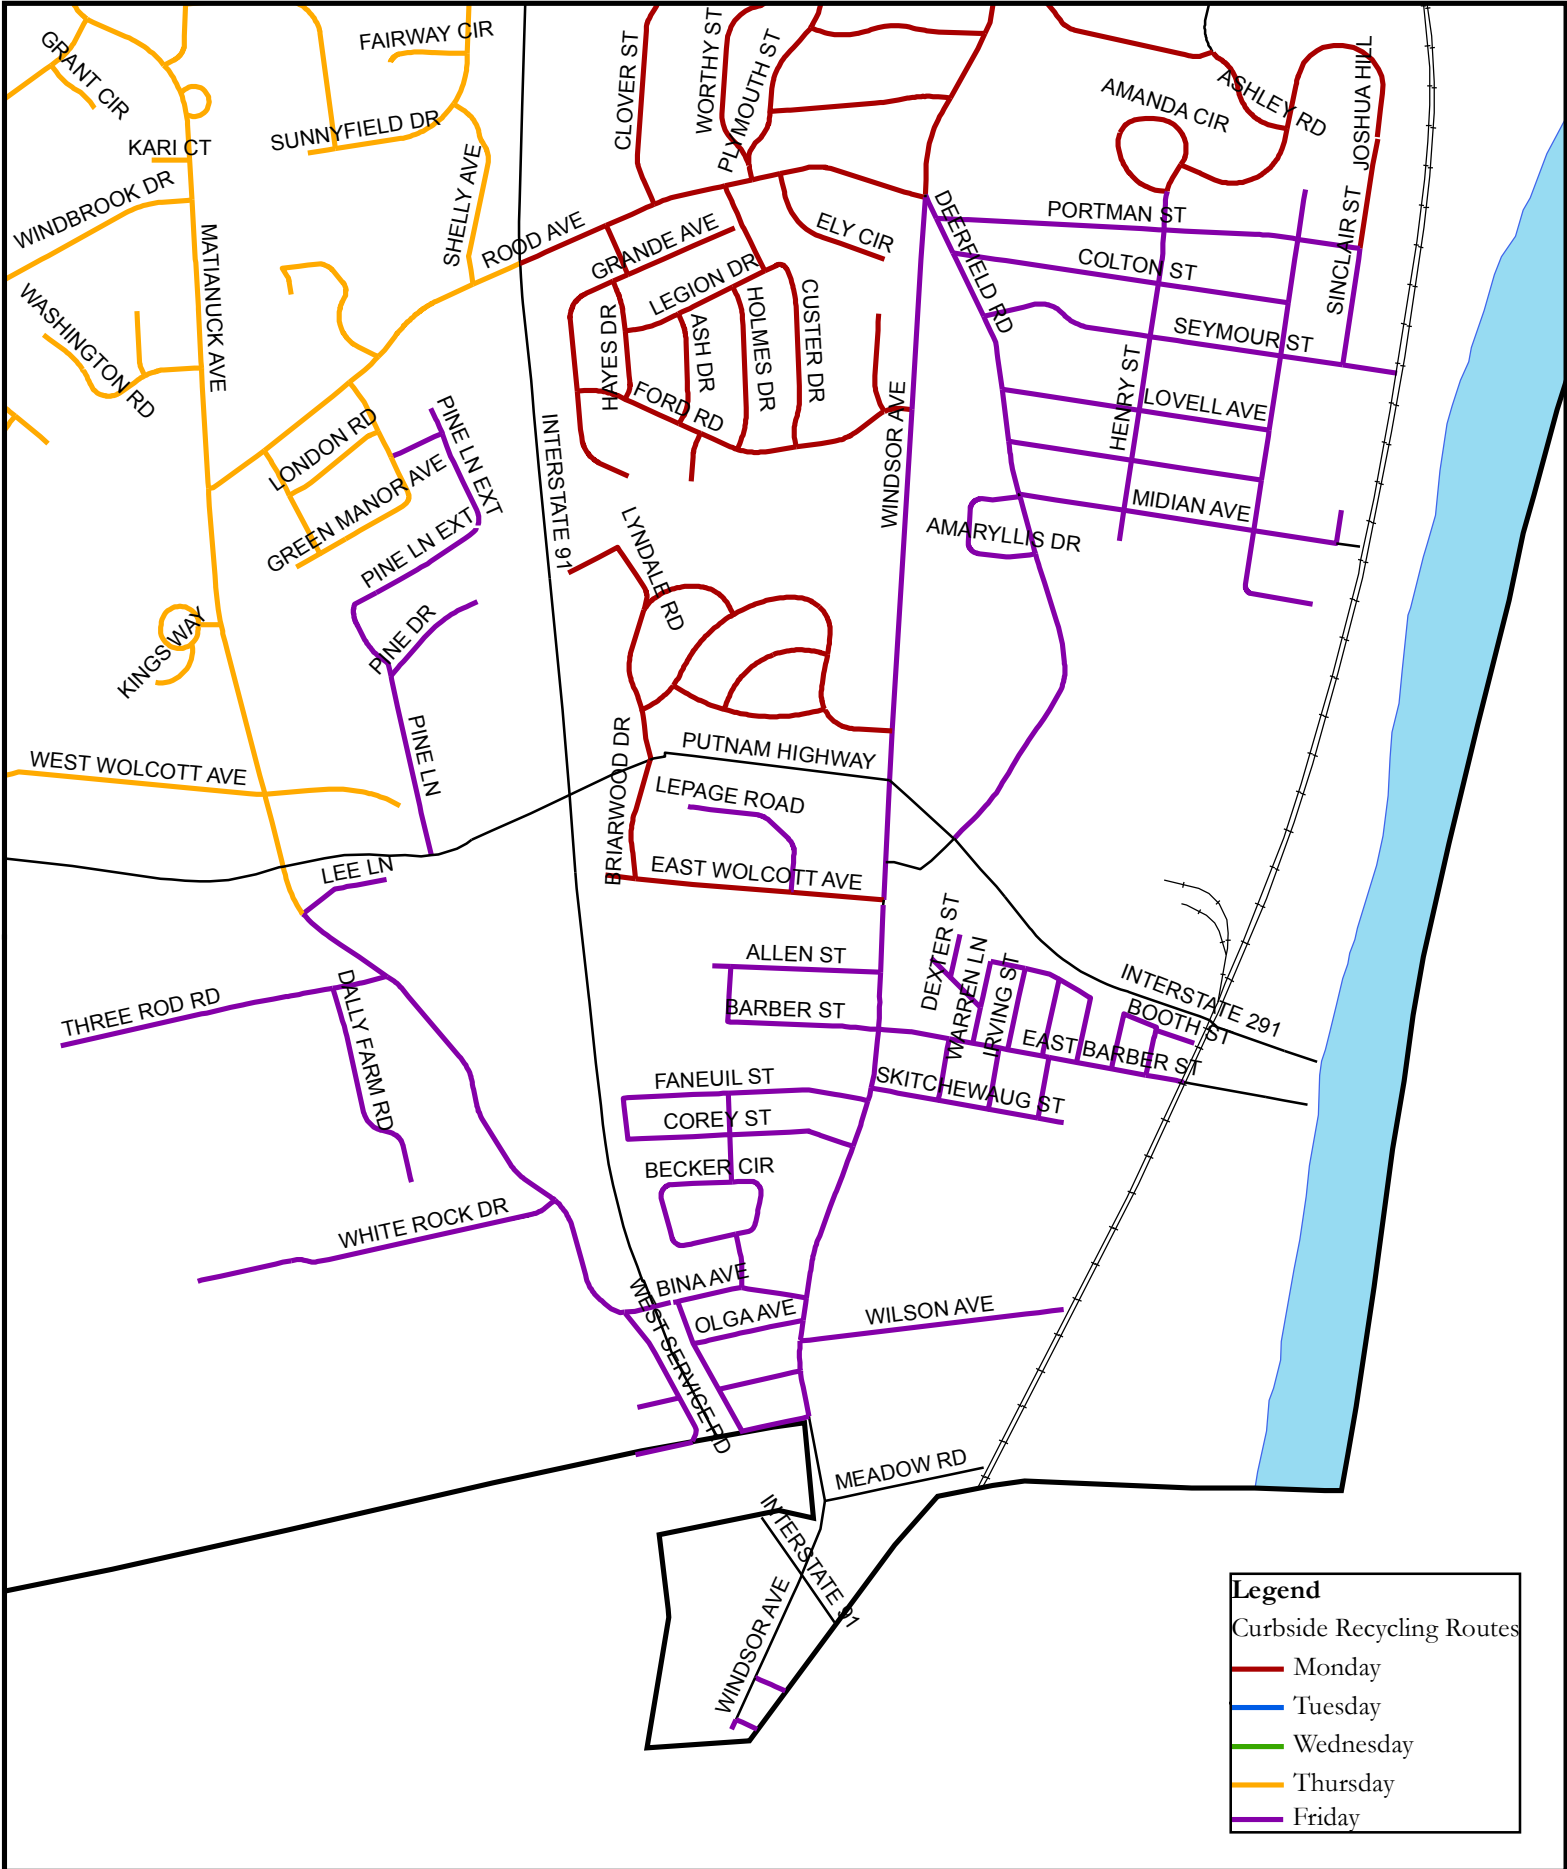 GRANT CIR
FAIRWAY CIR
CLOVER ST
WORTHY ST
PLYMOUTH ST
AMANDA CIR
ASHLEY RD
JOSHUA HILL
KARI CT
SUNNYFIELD DR
SHELLY AVE
WINDBROOK DR
MATIANUCK AVE
ROOD AVE
GRANDE AVE
ELY CIR
DEERFIELD RD
PORTMAN ST
COLTON ST
SINCLAIR ST
SEYMOUR ST
WASHINGTON RD
LEGION DR
HAYES DR
ASH DR
HOLMES DR
CUSTER DR
FORD RD
HENRY ST
LOVELL AVE
LONDON RD
PINE LN EXT
GREEN MANOR AVE
PINE LN EXT
INTERSTATE 91
WINDSOR AVE
MIDIAN AVE
AMARYLLIS DR
LYNDALE RD
KINGS WAY
PINE DR
PINE LN
WEST WOLCOTT AVE
BRIARWOOD DR
PUTNAM HIGHWAY
LEPAGE ROAD
LEE LN
EAST WOLCOTT AVE
DEXTER ST
WARREN LN
IRVING ST
ALLEN ST
BARBER ST
INTERSTATE 291
BOOTH ST
EAST BARBER ST
THREE ROD RD
DALLY FARM RD
FANEUIL ST
SKITCHEWAUG ST
COREY ST
BECKER CIR
WHITE ROCK DR
BINA AVE
WEST SERVICE RD
OLGA AVE
WILSON AVE
MEADOW RD
INTERSTATE 91
WINDSOR AVE
Legend
Curbside Recycling Routes
Monday
Tuesday
Wednesday
Thursday
Friday